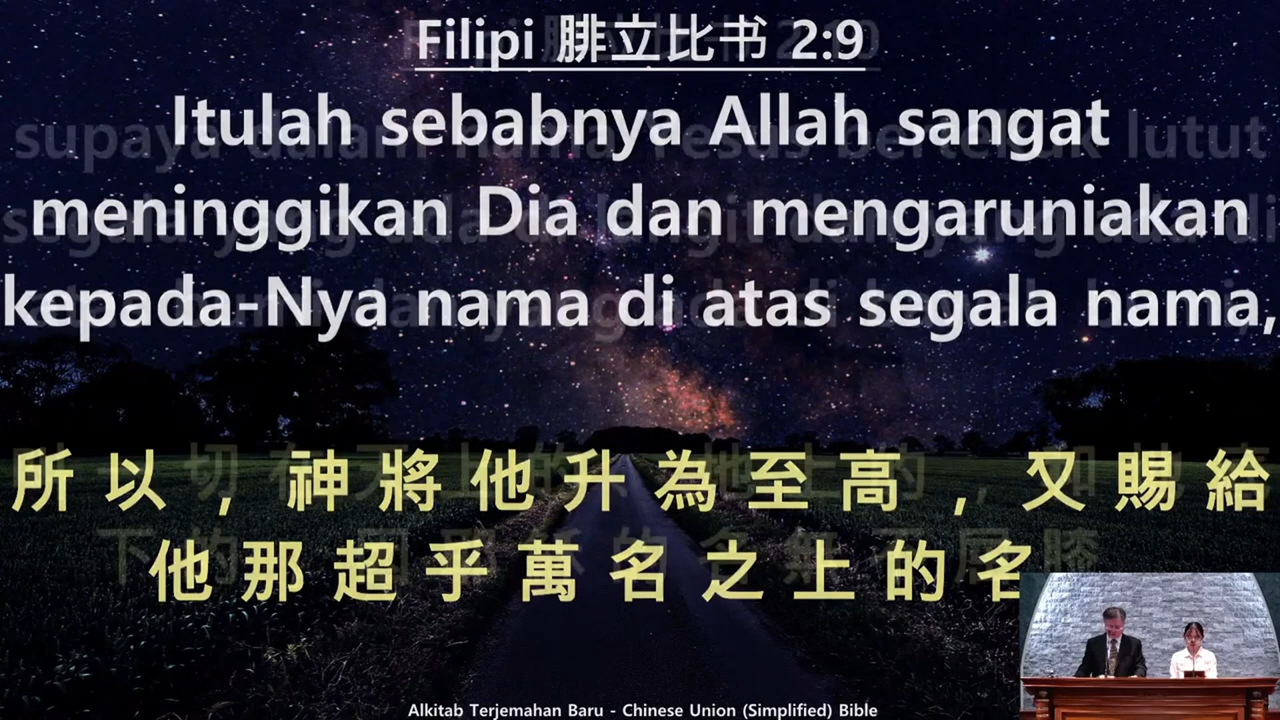 Filipi 腓立比书 2:9
Itulah sebabnya Allah sangat
meninggikan Dia dan mengaruniakan
kepada-Nya nama di atas segala nama,
所以，神將他升為至高，又賜給
他那超乎萬名之上的名
Alkitab Terjemahan Baru - Chinese Union (Simplified) Bible